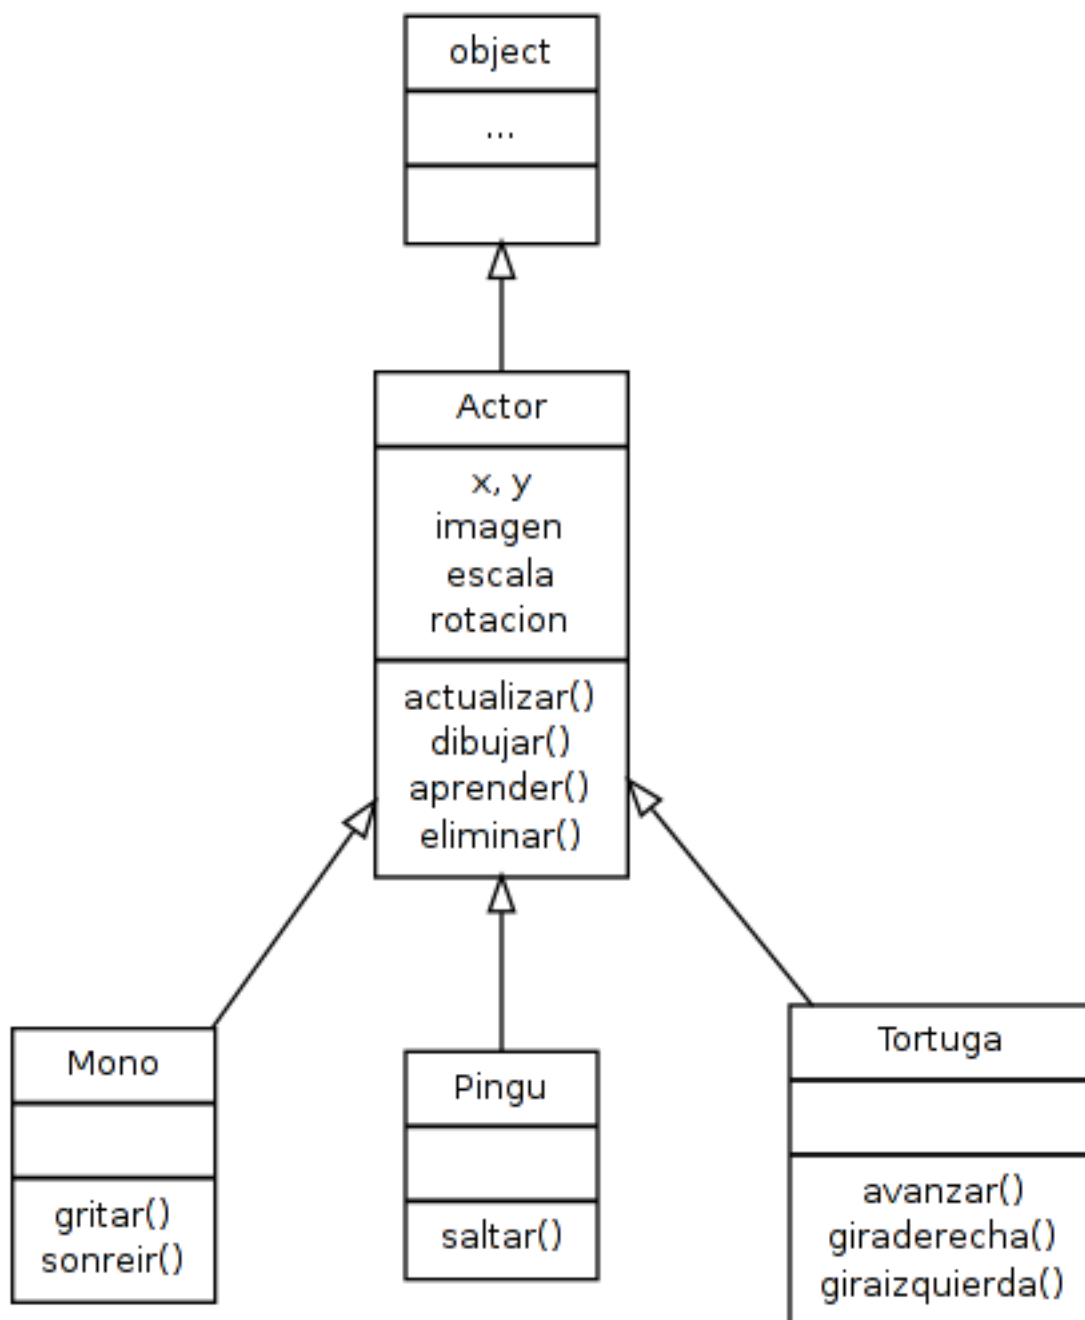 object
...
Actor
x, y
imagen
escala
rotacion
actualizar()
dibujar()
aprender()
eliminar()
Mono
gritar()
sonreir()
Pingu
saltar()
Tortuga
avanzar()
giraderecha()
giraizquierda()